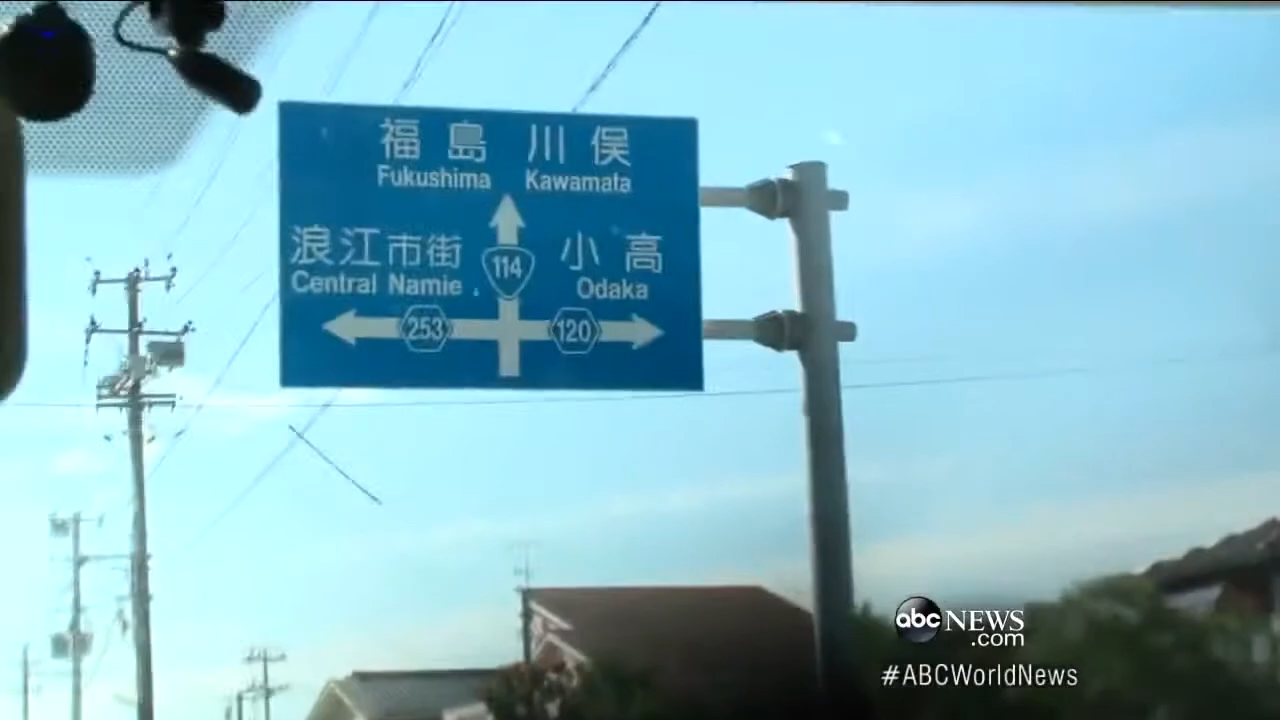 福島 川俣
Fukushima Kawamata
浪江市街 小高
Central Namie Odaka
114
253 120
abc NEWS
.com
#ABCWorldNews